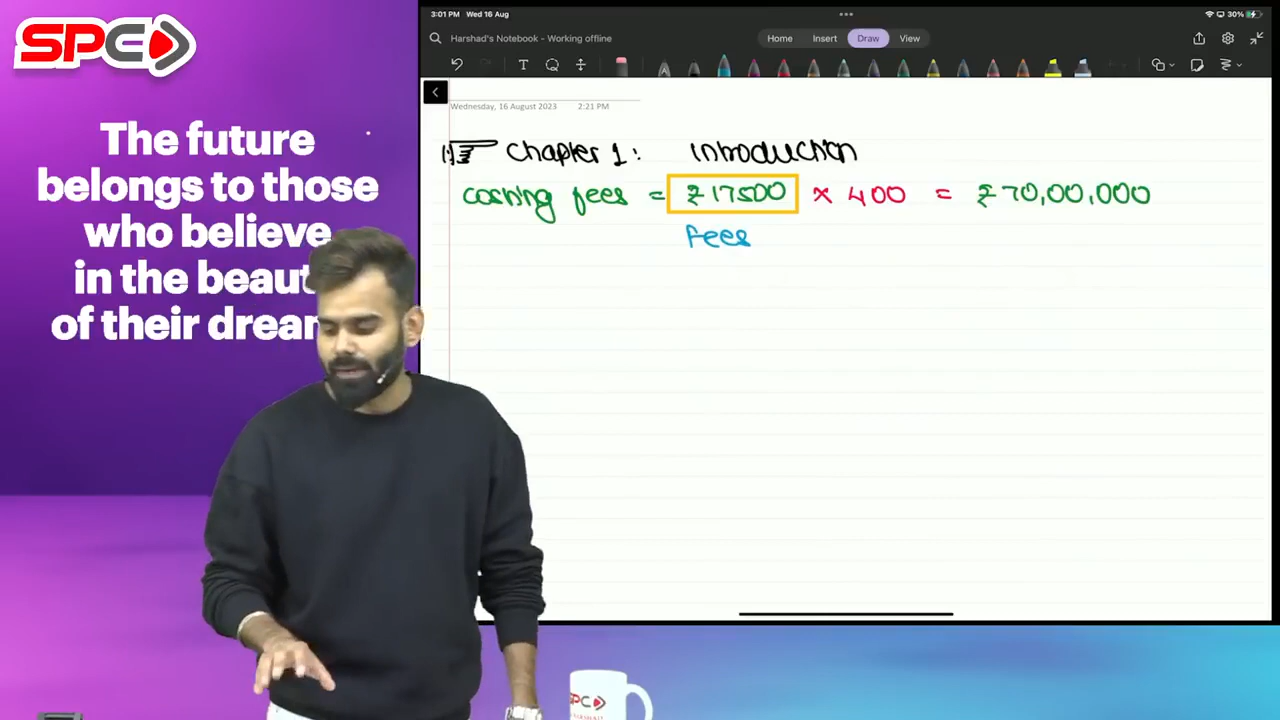 SPC
The future
belongs to those
who believe
in the beaut
of their drear
3:01 PM Wed 16 Aug
30%
Harshad's Notebook - Working offline
Home Insert Draw View
Wednesday, 16 August 2023 2:21 PM
Chapter 1: Introduction
fees = ₹17500 × 400 = ₹70,00,000
Fees
SPC